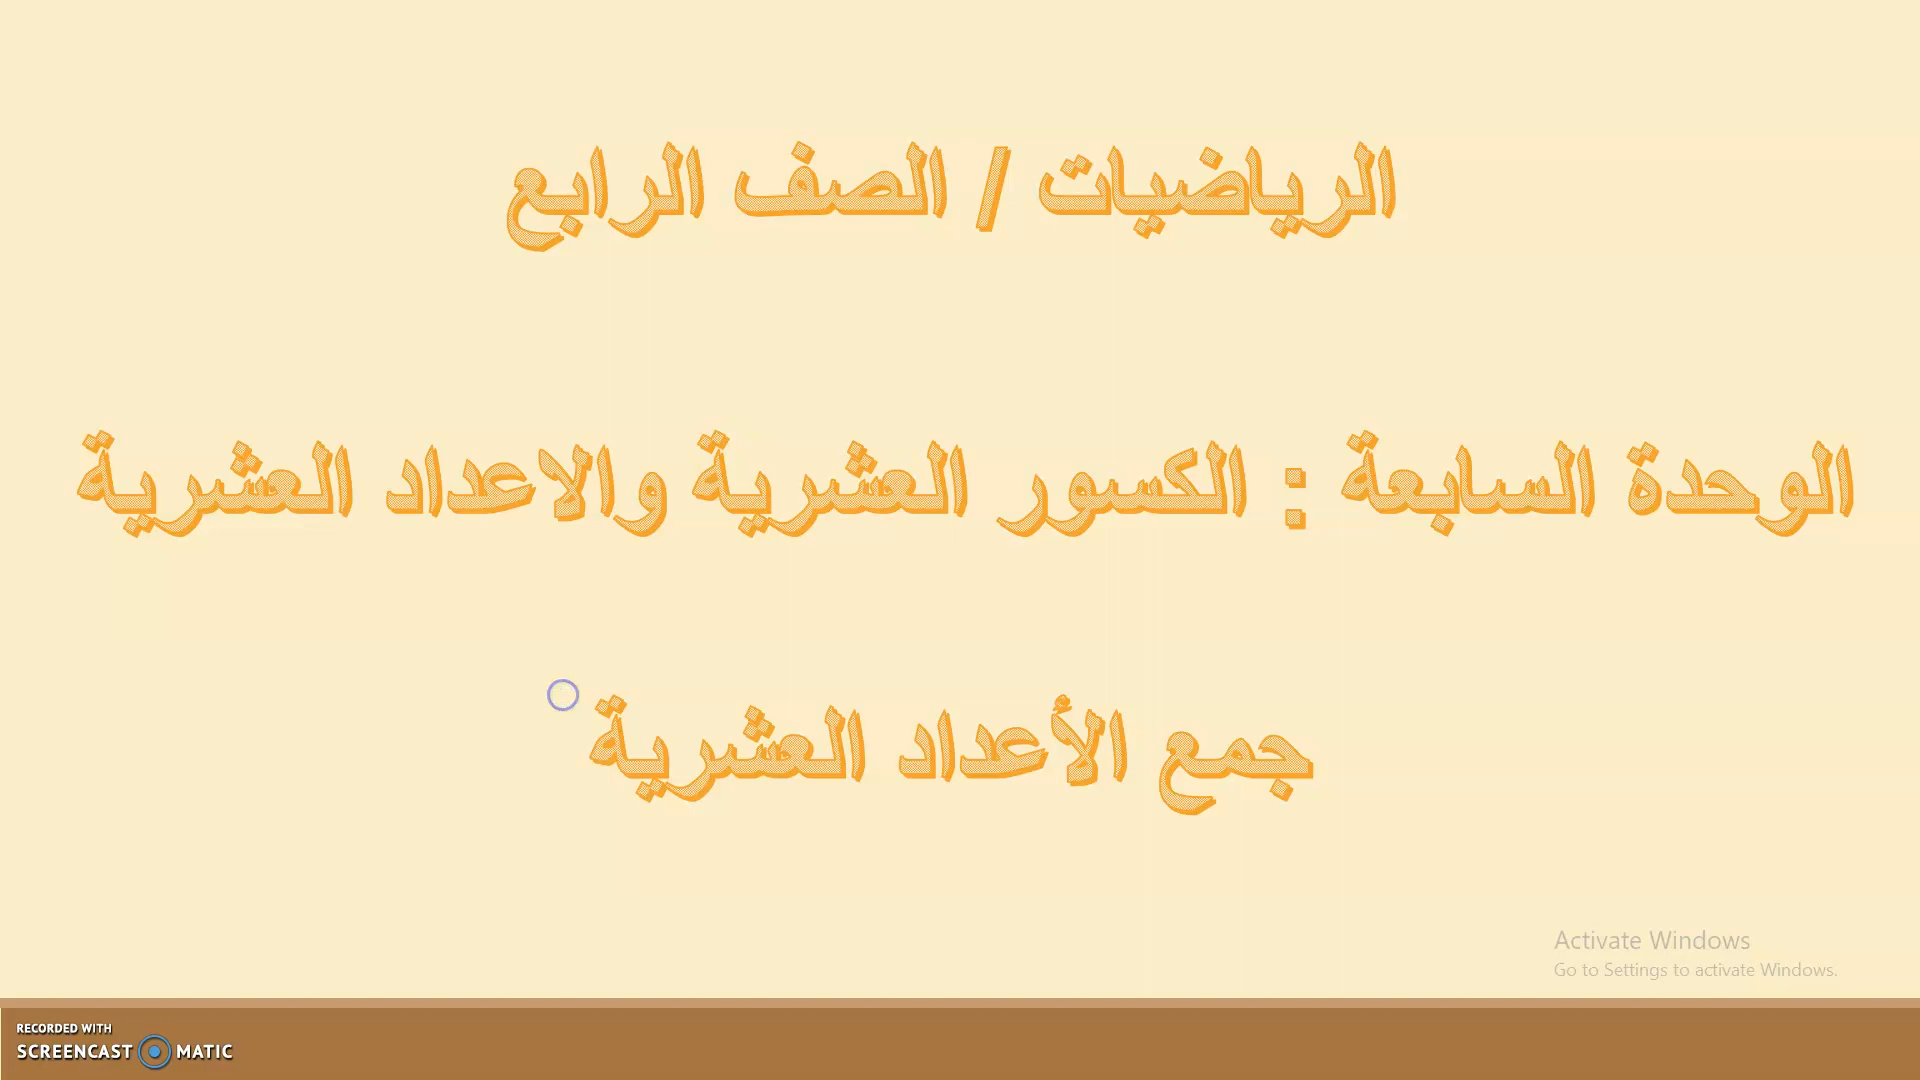 الرياضيات / الصف الرابع
الوحدة السابعة : الكسور العشرية والاعداد العشرية
جمع الأعداد العشرية
Activate Windows
Go to Settings to activate Windows.
RECORDED WITH
SCREENCAST MATIC